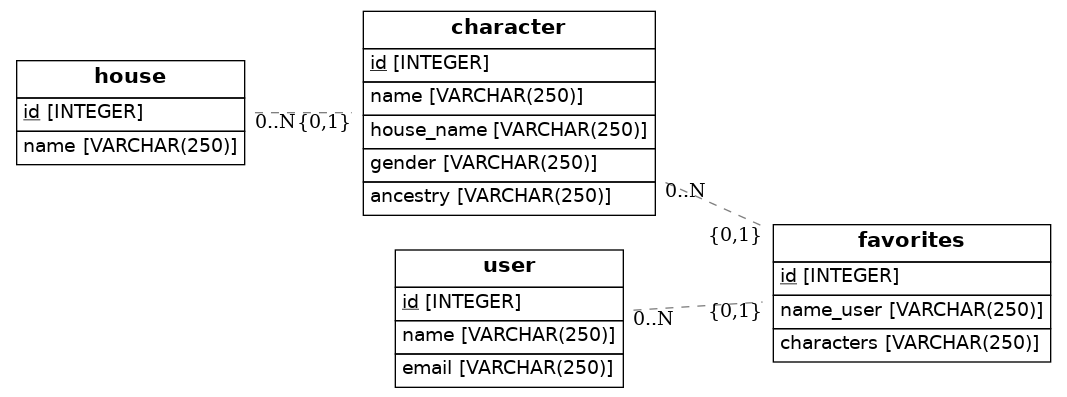 house
id [INTEGER]
name [VARCHAR(250)]
0..N
{0,1}
character
id [INTEGER]
name [VARCHAR(250)]
house_name [VARCHAR(250)]
gender [VARCHAR(250)]
ancestry [VARCHAR(250)]
0..N
{0,1}
user
id [INTEGER]
name [VARCHAR(250)]
email [VARCHAR(250)]
0..N
{0,1}
favorites
id [INTEGER]
name_user [VARCHAR(250)]
characters [VARCHAR(250)]